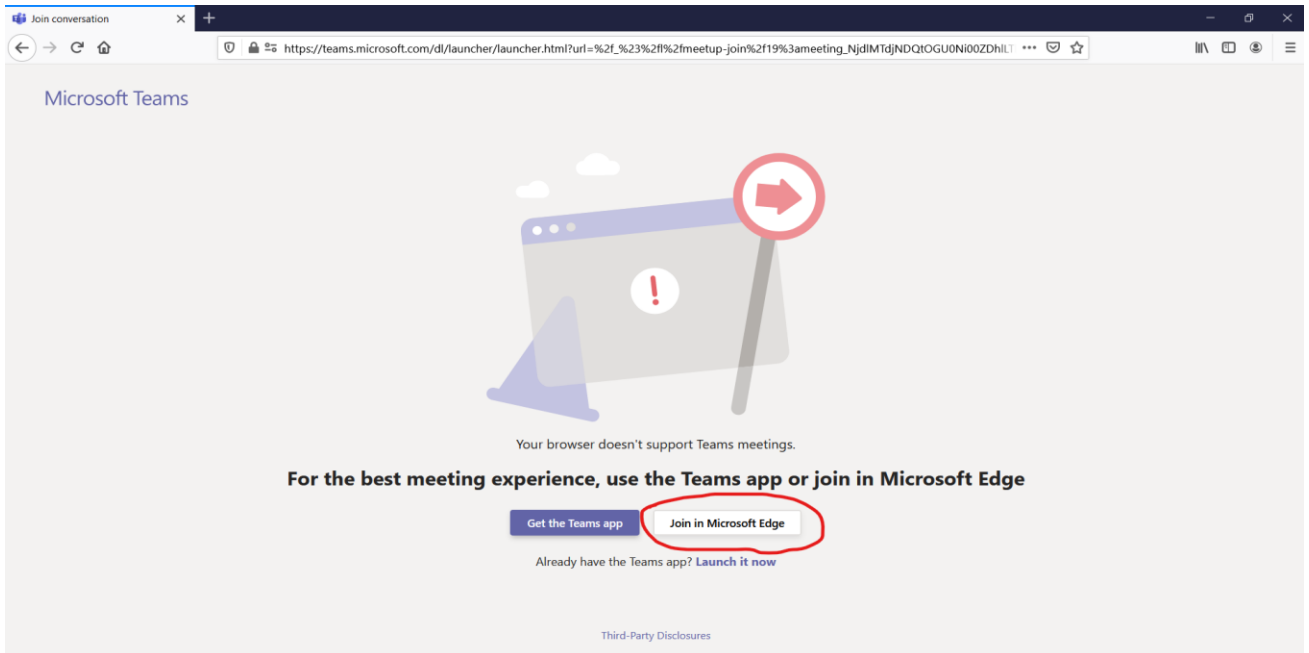 Join conversation
https://teams.microsoft.com/dl/launcher/launcher.html?url=%2f_%23%2fl%2fmeetup-join%2f19%3ameeting_NjdlMTdjNDQtOGU0Ni00ZDhlLT
Microsoft Teams
Your browser doesn't support Teams meetings.
For the best meeting experience, use the Teams app or join in Microsoft Edge
Get the Teams app Join in Microsoft Edge
Already have the Teams app? Launch it now
Third-Party Disclosures